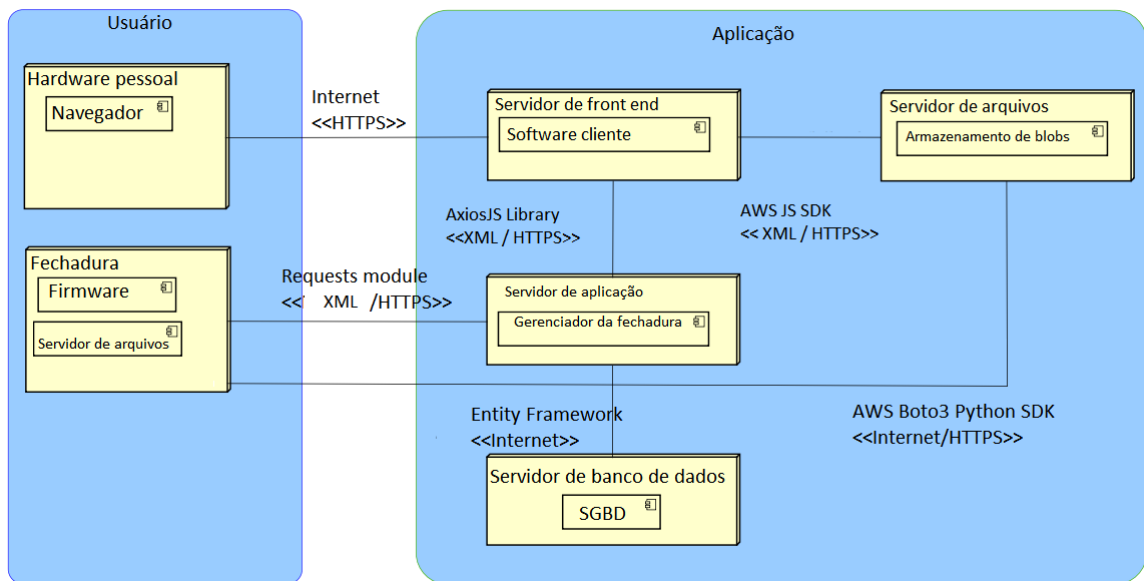 Usuário
Aplicação
Hardware pessoal
Navegador
Internet
<<HTTPS>>
Servidor de front end
Software cliente
Servidor de arquivos
Armazenamento de blobs
AxiosJS Library
<<XML / HTTPS>>
AWS JS SDK
<< XML / HTTPS>>
Fechadura
Firmware
Servidor de arquivos
Requests module
<< XML /HTTPS>>
Servidor de aplicação
Gerenciador da fechadura
Entity Framework
<<Internet>>
AWS Boto3 Python SDK
<<Internet/HTTPS>>
Servidor de banco de dados
SGBD